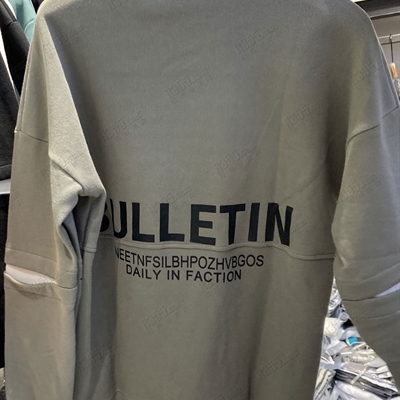 BULLETIN
NEETNFSILBHPOZHVBGOS
DAILY IN FACTION